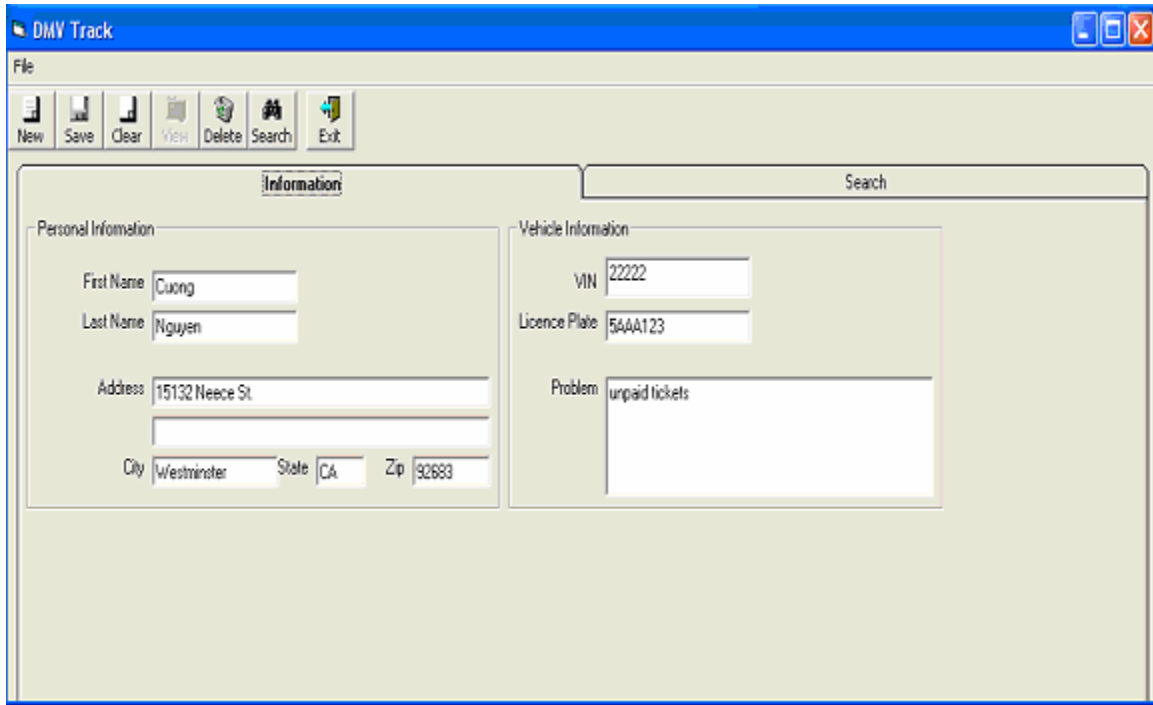 DMV Track
File
New Save Clear View Delete Search Exit
Information Search
Personal Information
First Name Cuong
Last Name Nguyen
Address 15132 Neece St.
City Westminster State CA Zip 92683
Vehicle Information
VIN 22222
Licence Plate 5AAA123
Problem unpaid tickets